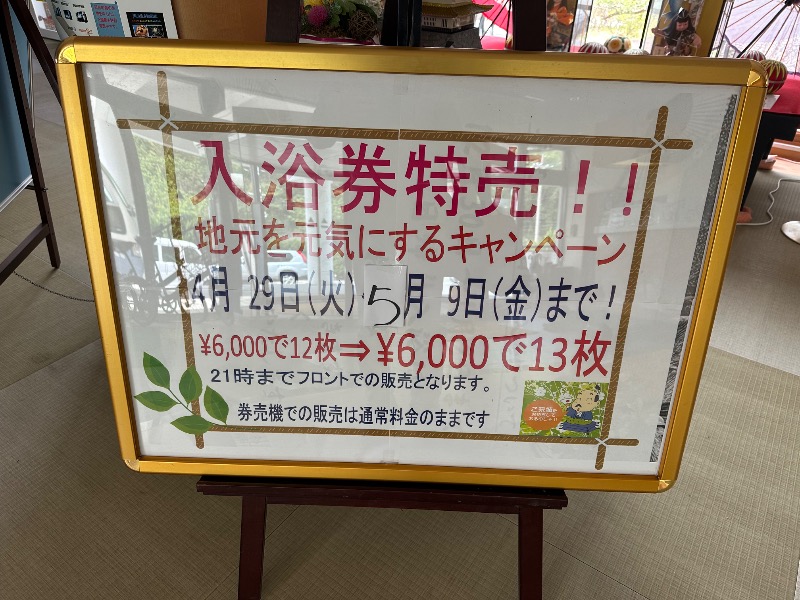 入浴券特売!!
地元を元気にするキャンペーン
4月 29日(火)・5月 9日(金)まで!
¥6,000で12枚⇒¥6,000で13枚
21時までフロントでの販売となります。
券売機での販売は通常料金のままです